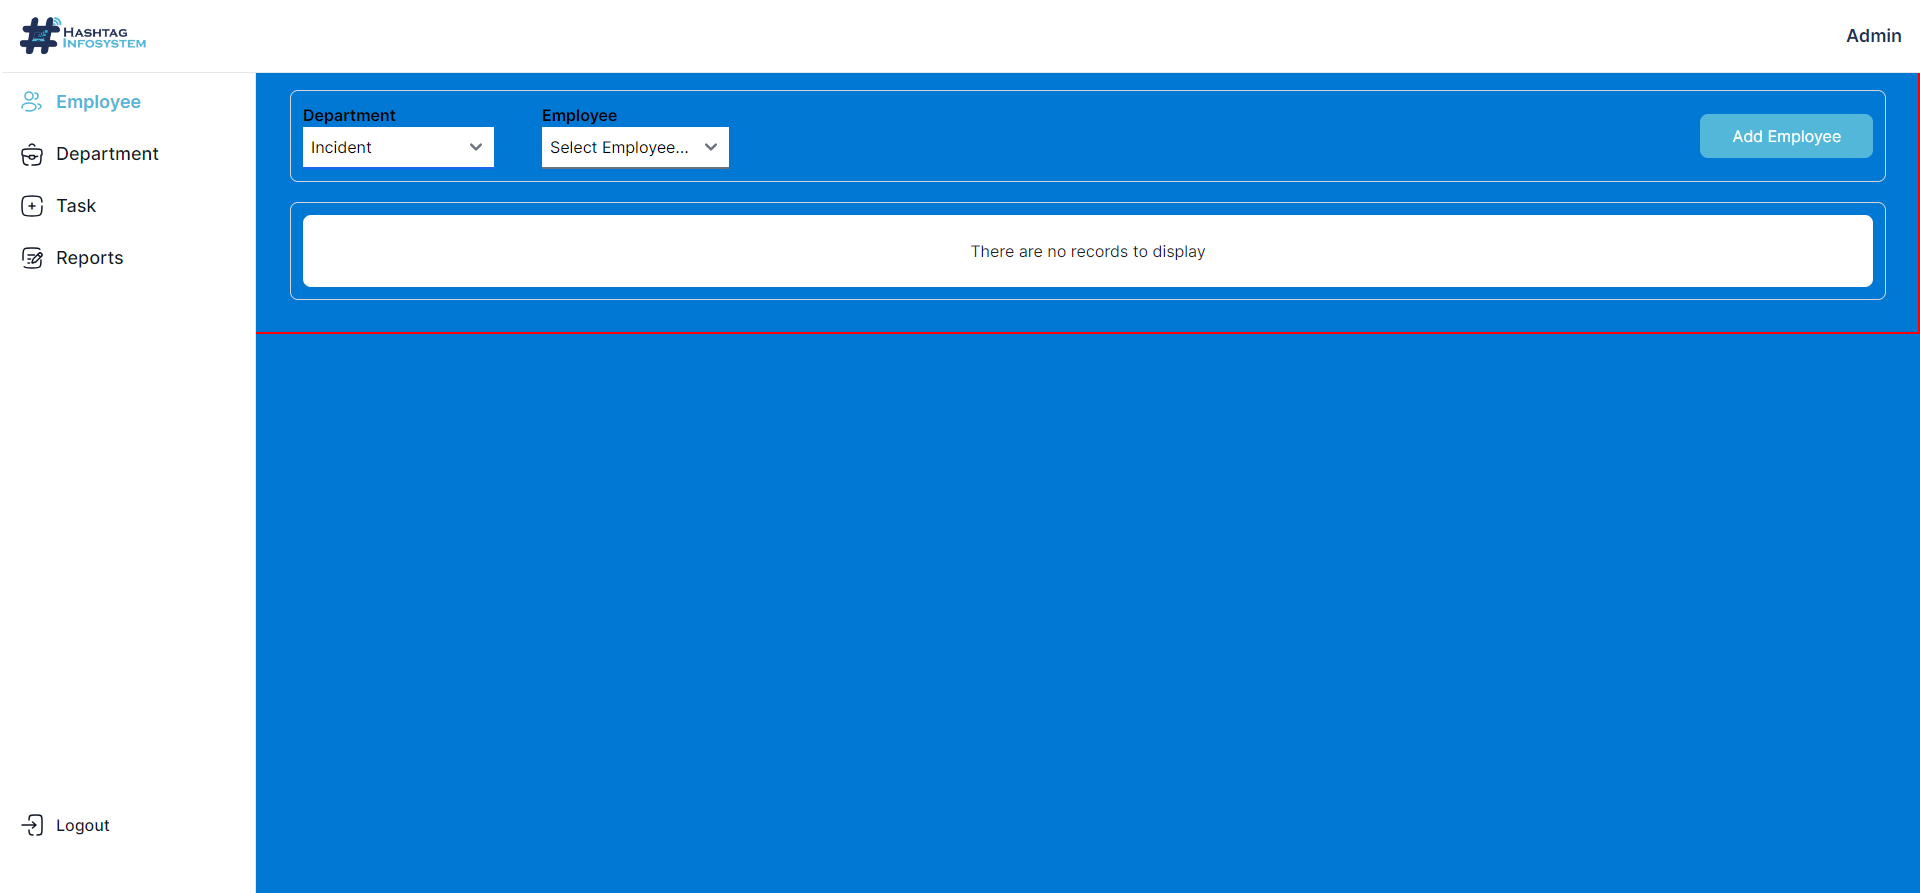 HASHTAG
INFOSYSTEM
Admin
Employee
Department
Task
Reports
Logout
Department
Incident
Employee
Select Employee...
Add Employee
There are no records to display